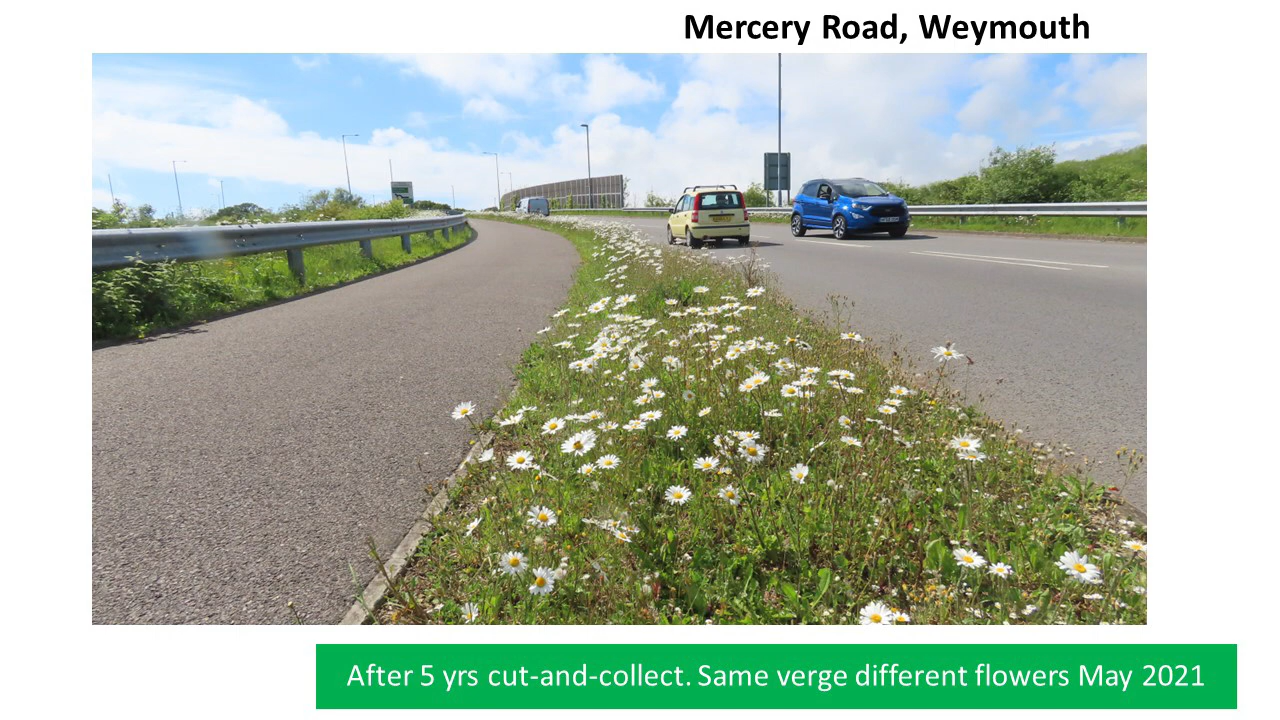 Mercery Road, Weymouth
After 5 yrs cut-and-collect. Same verge different flowers May 2021